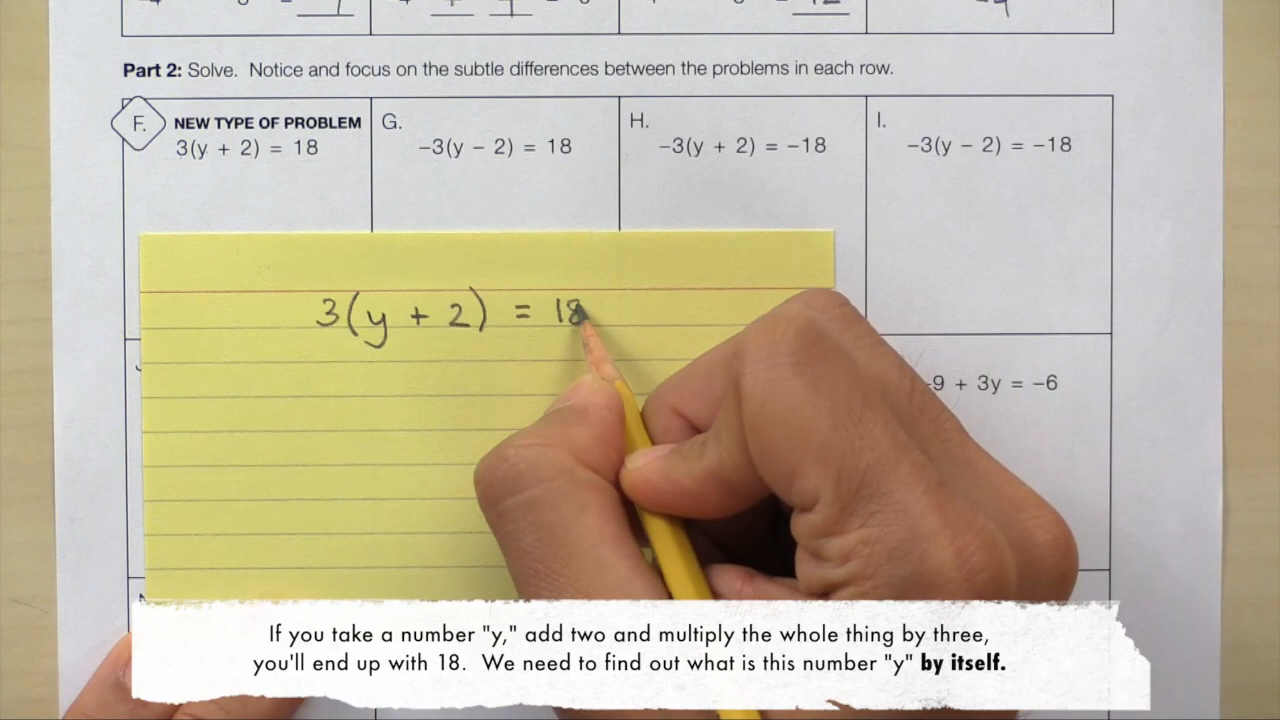 Part 2: Solve. Notice and focus on the subtle differences between the problems in each row.
F. NEW TYPE OF PROBLEM
3(y + 2) = 18
G.
-3(y − 2) = 18
H.
-3(y + 2) = -18
I.
-3(y − 2) = -18
3(y + 2) = 18
-9 + 3y = -6
If you take a number "y," add two and multiply the whole thing by three,
you'll end up with 18. We need to find out what is this number "y" by itself.